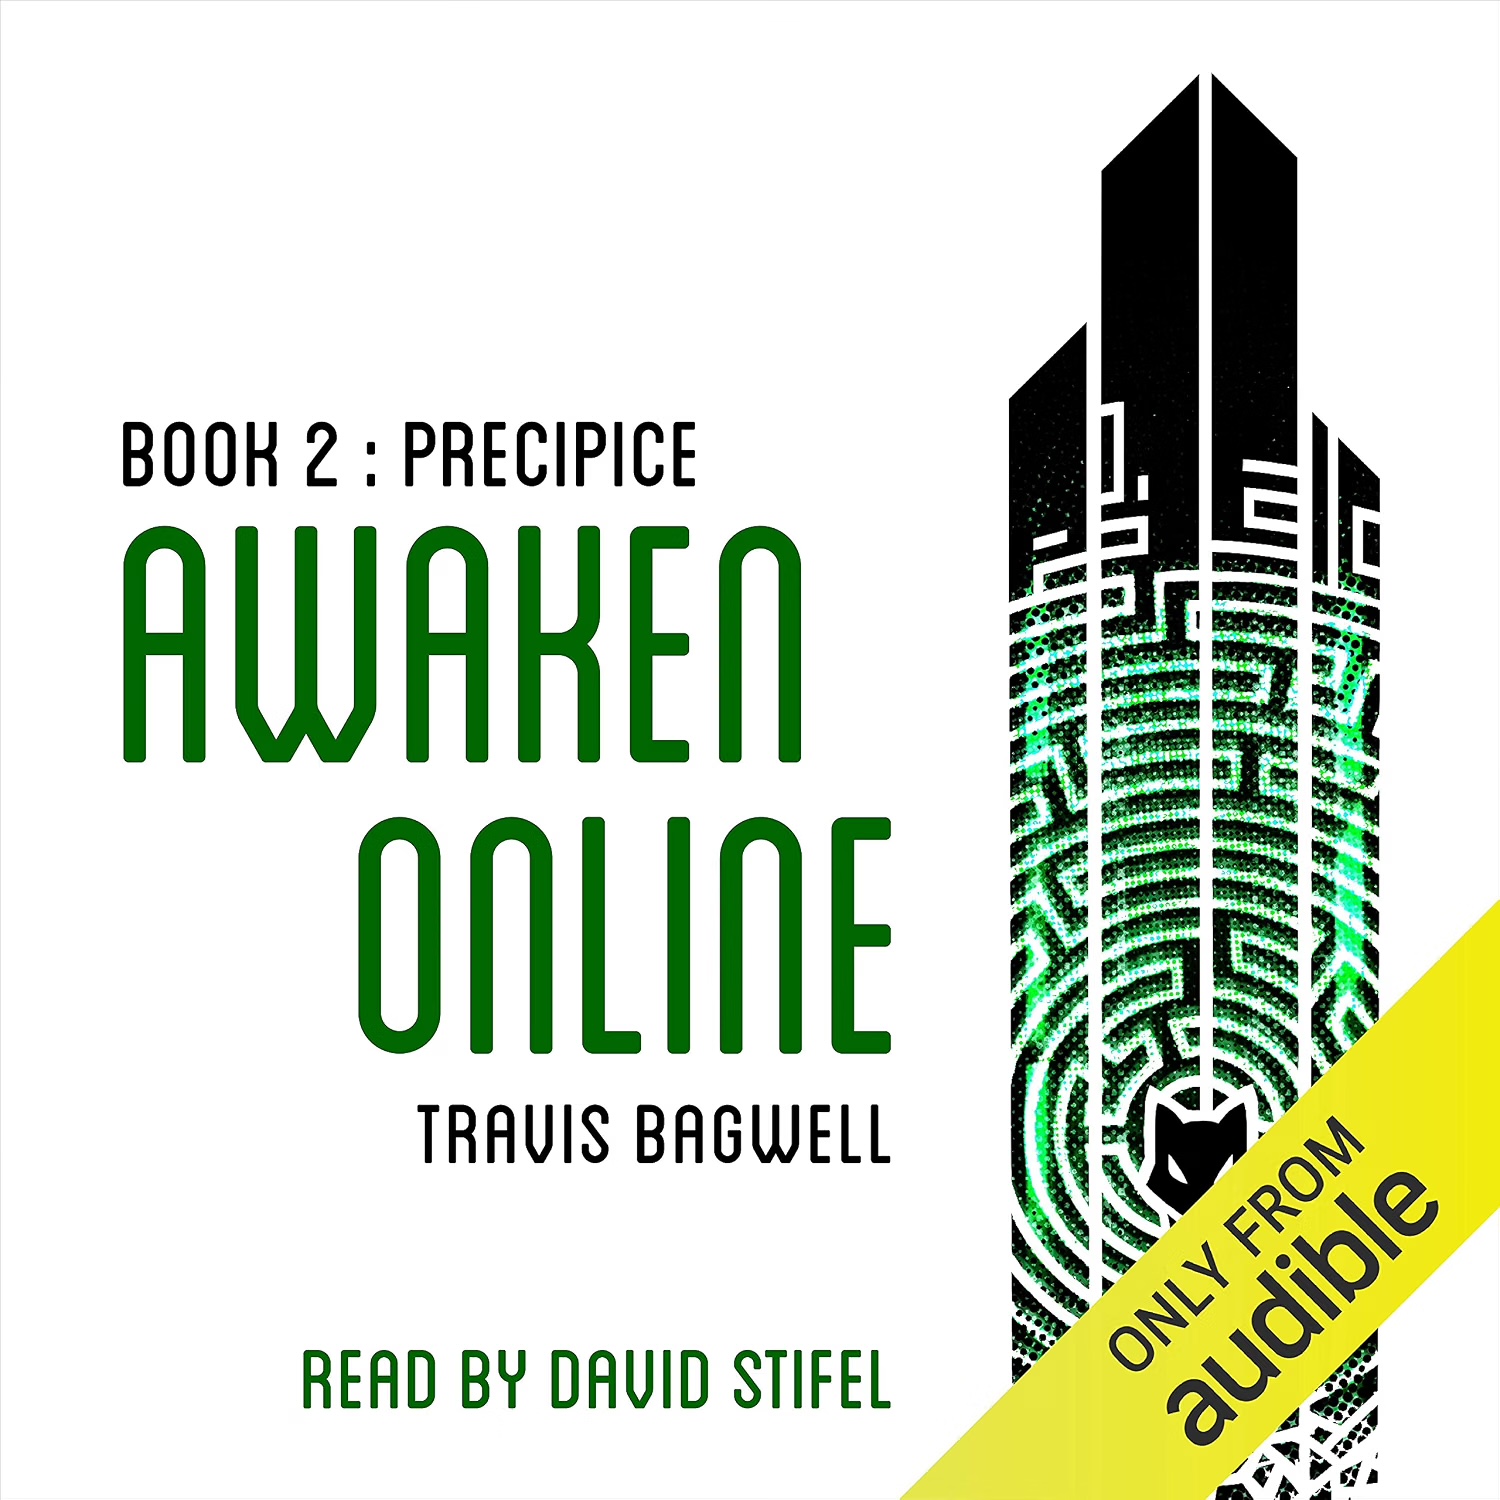 BOOK 2 : PRECIPICE
AWAKEN
ONLINE
TRAVIS BAGWELL
READ BY DAVID STIFEL
ONLY FROM
audible